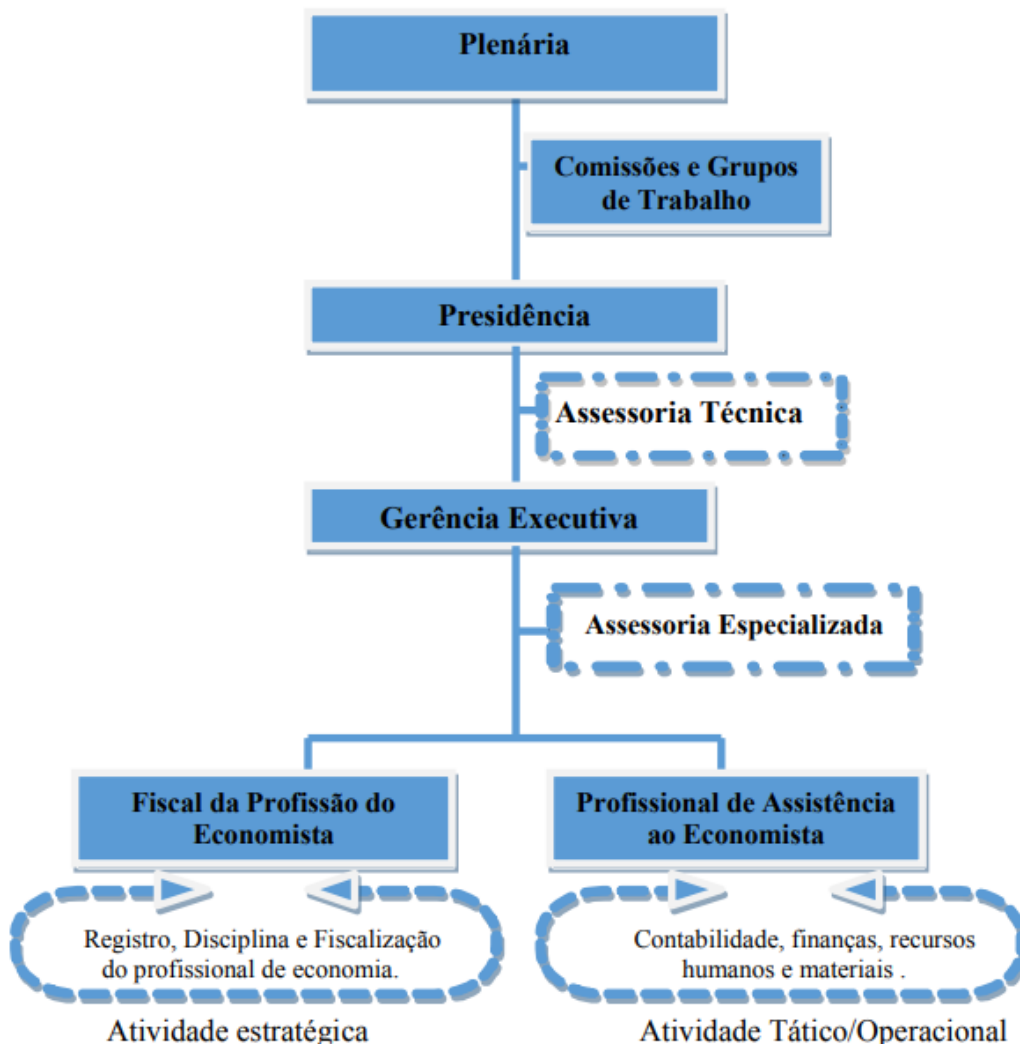 Plenária
Comissões e Grupos
de Trabalho
Presidência
Assessoria Técnica
Gerência Executiva
Assessoria Especializada
Fiscal da Profissão do
Economista
Profissional de Assistência
ao Economista
Registro, Disciplina e Fiscalização
do profissional de economia.
Contabilidade, finanças, recursos
humanos e materiais .
Atividade estratégica
Atividade Tático/Operacional